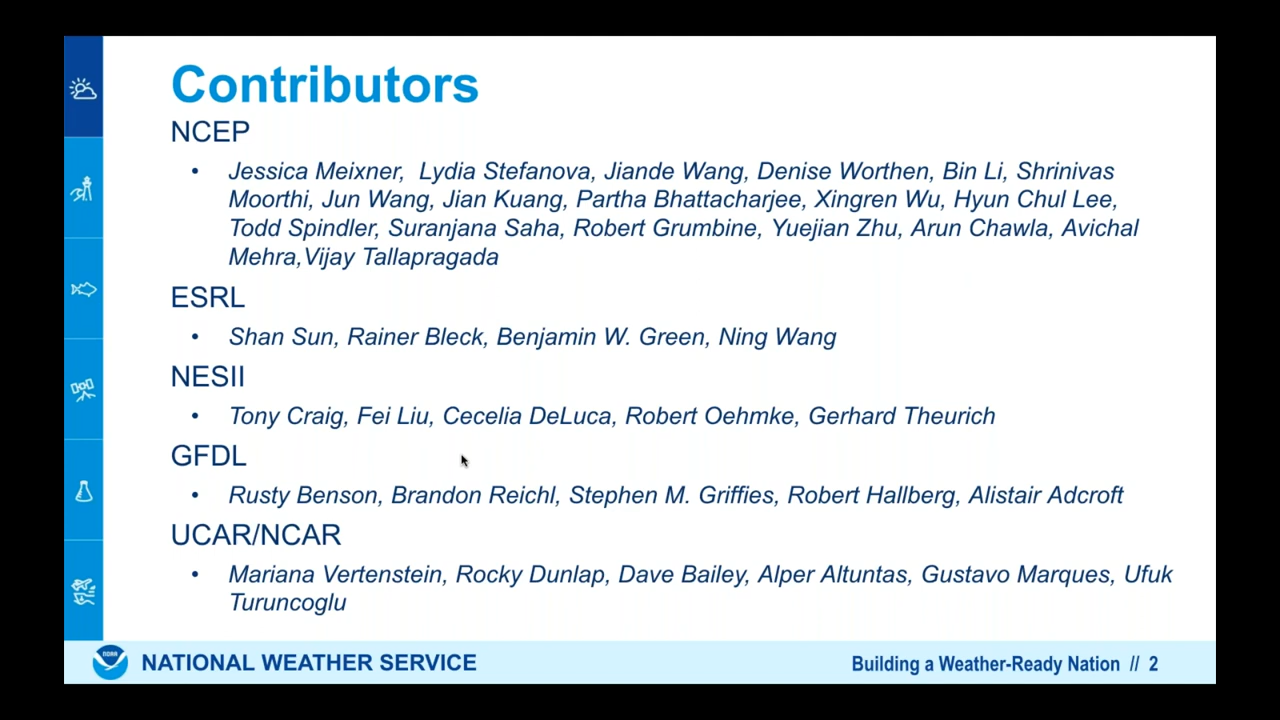 Contributors
NCEP
• Jessica Meixner,  Lydia Stefanova, Jiande Wang, Denise Worthen, Bin Li, Shrinivas
Moorthi, Jun Wang, Jian Kuang, Partha Bhattacharjee, Xingren Wu, Hyun Chul Lee,
Todd Spindler, Suranjana Saha, Robert Grumbine, Yuejian Zhu, Arun Chawla, Avichal
Mehra,Vijay Tallapragada
ESRL
• Shan Sun, Rainer Bleck, Benjamin W. Green, Ning Wang
NESII
• Tony Craig, Fei Liu, Cecelia DeLuca, Robert Oehmke, Gerhard Theurich
GFDL
• Rusty Benson, Brandon Reichl, Stephen M. Griffies, Robert Hallberg, Alistair Adcroft
UCAR/NCAR
• Mariana Vertenstein, Rocky Dunlap, Dave Bailey, Alper Altuntas, Gustavo Marques, Ufuk
Turuncoglu
NOAA
NATIONAL WEATHER SERVICE
Building a Weather-Ready Nation // 2